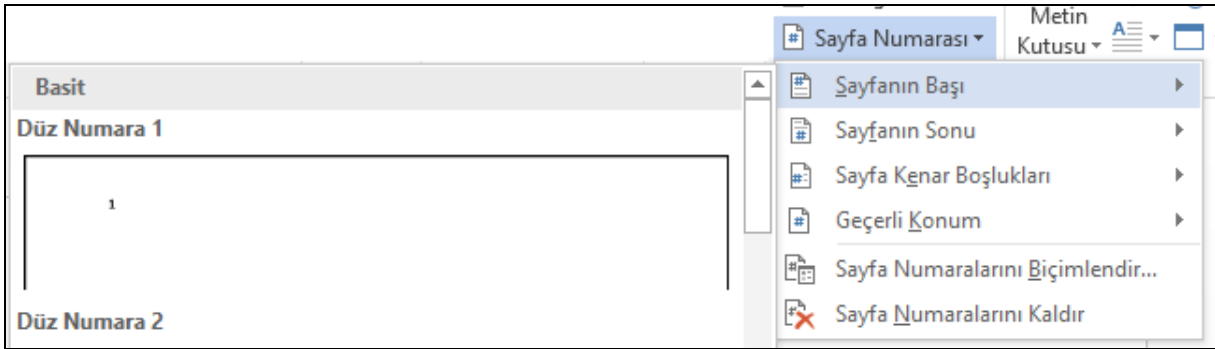 Metin
Sayfa Numarası
Kutusu
Basit
Düz Numara 1
1
Düz Numara 2
Sayfanın Başı
Sayfanın Sonu
Sayfa Kenar Boşlukları
Geçerli Konum
Sayfa Numaralarını Biçimlendir...
Sayfa Numaralarını Kaldır